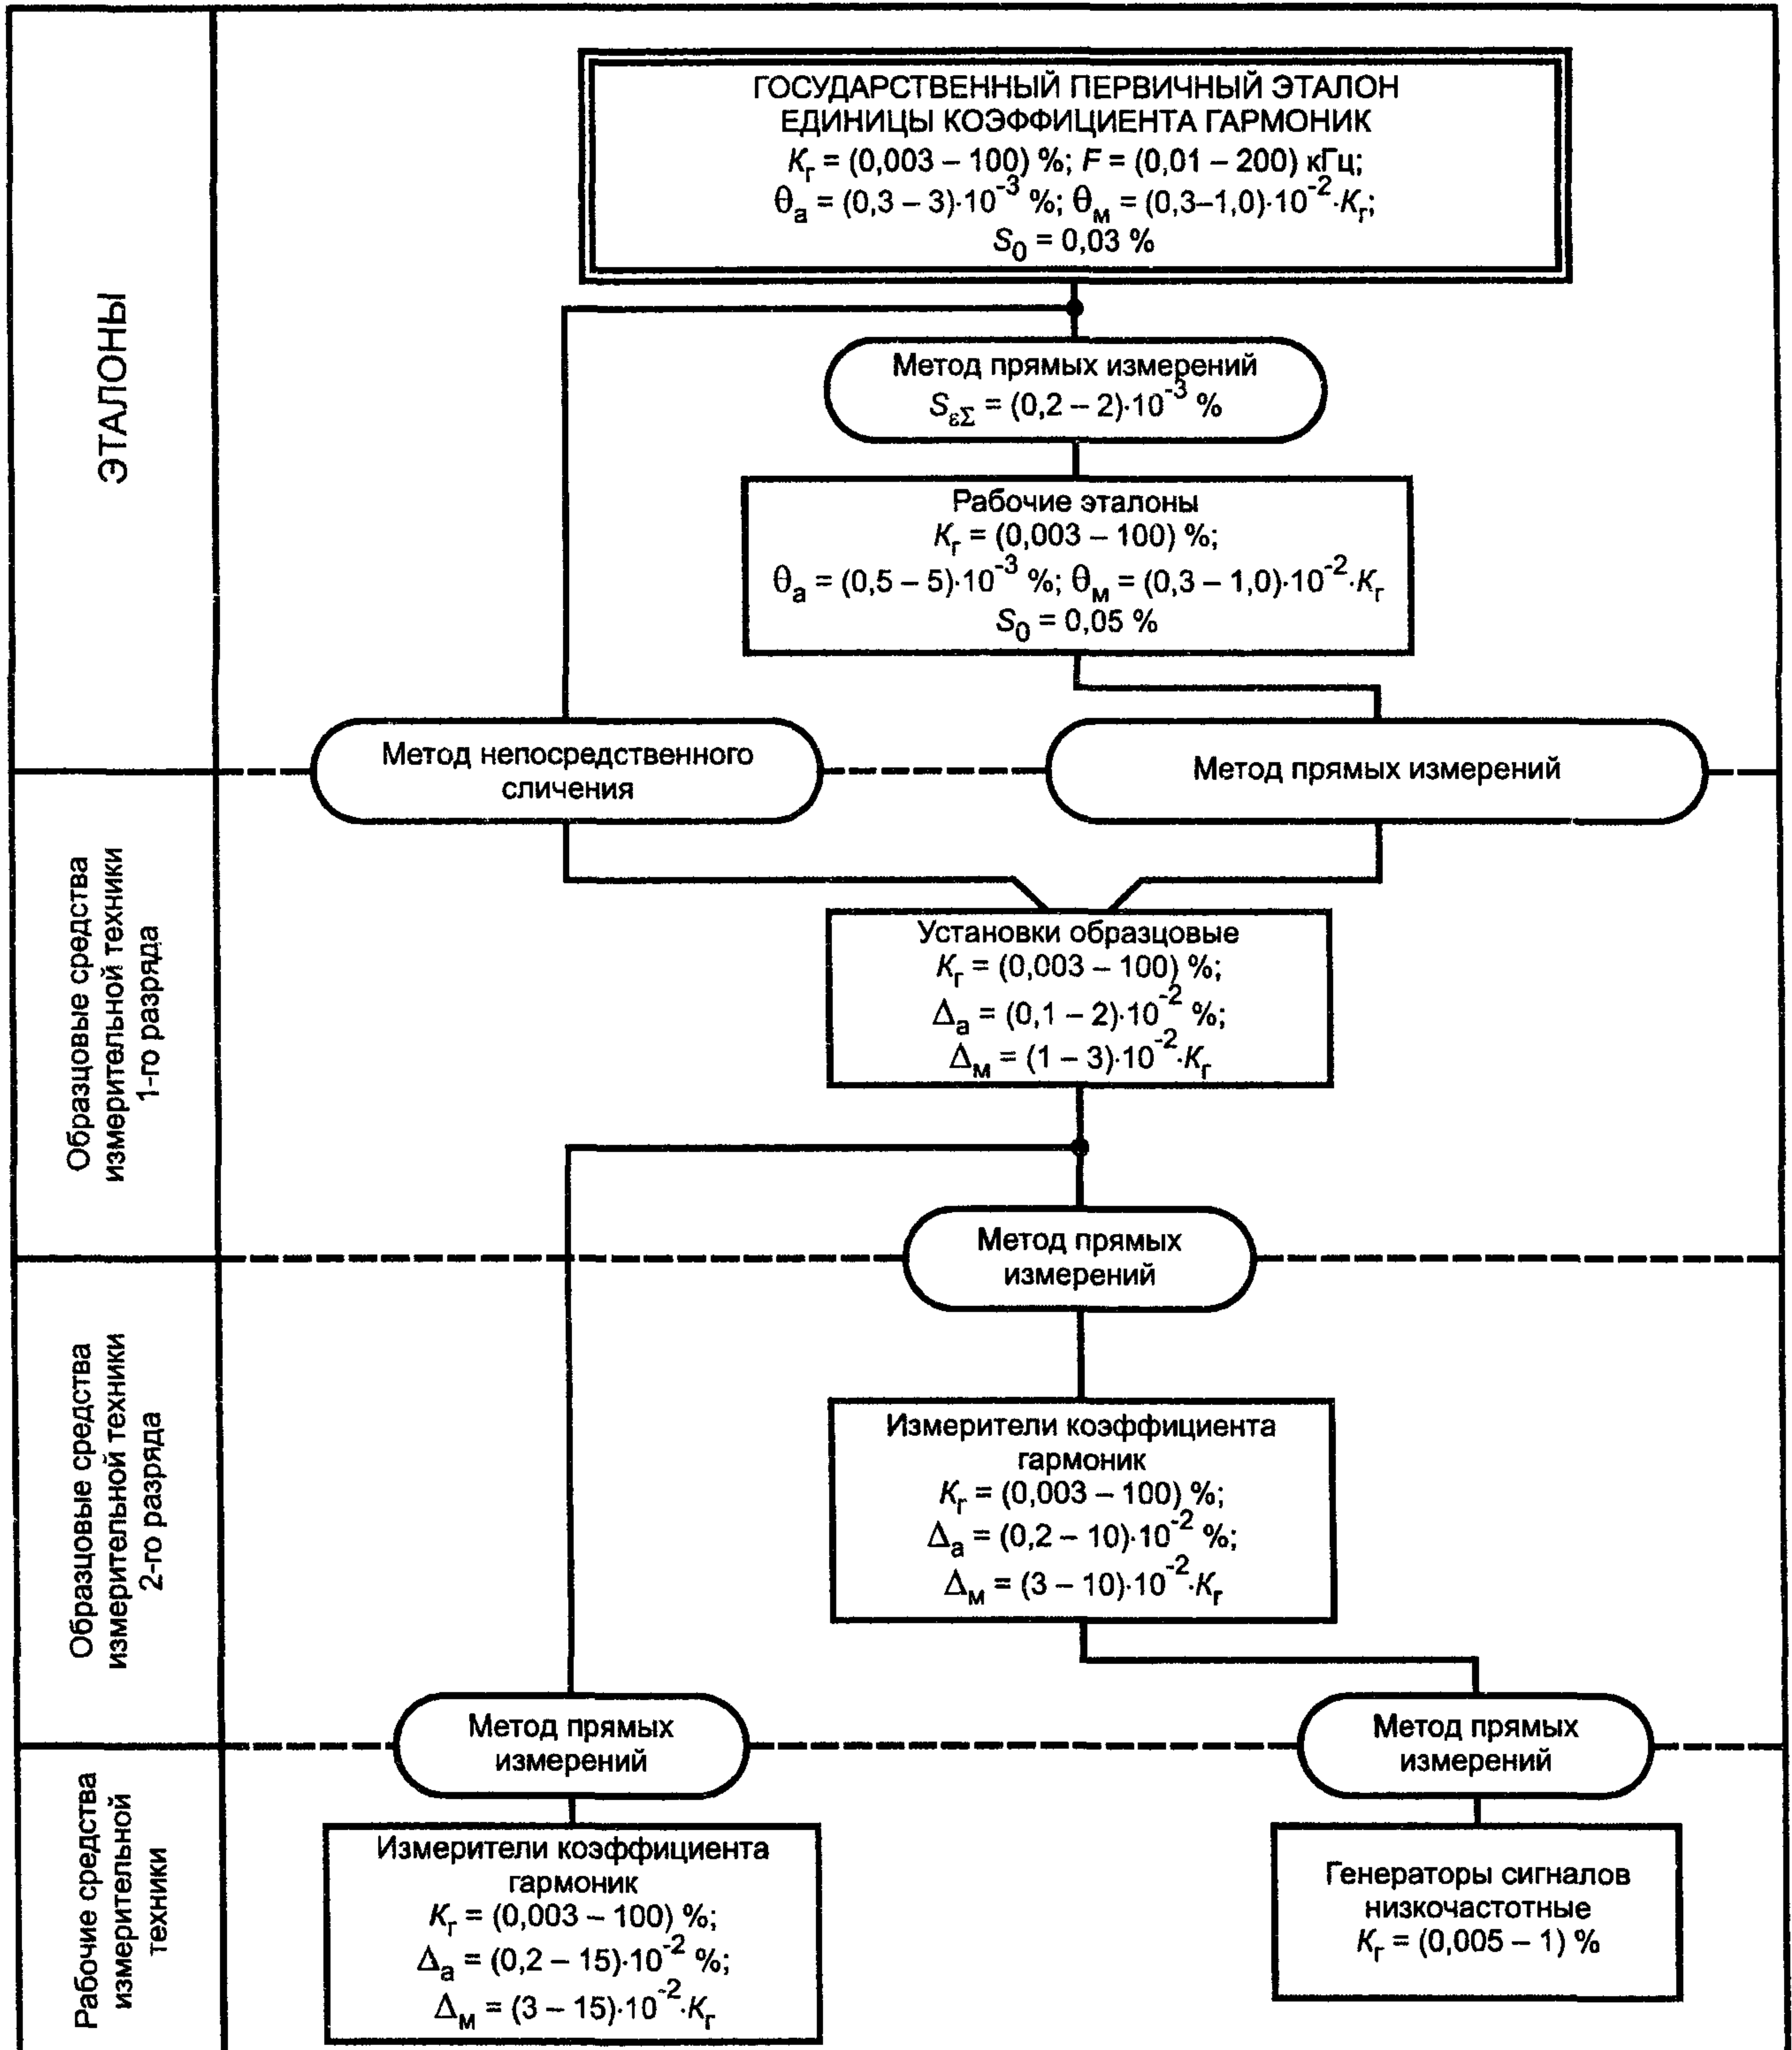 ЭТАЛОНЫ
ГОСУДАРСТВЕННЫЙ ПЕРВИЧНЫЙ ЭТАЛОН
ЕДИНИЦЫ КОЭФФИЦИЕНТА ГАРМОНИК
Kг = (0,003 – 100) %; F = (0,01 – 200) кГц;
θа = (0,3 – 3)·10⁻³ %; θм = (0,3–1,0)·10⁻²·Kг;
S₀ = 0,03 %
Метод прямых измерений
SεΣ = (0,2 – 2)·10⁻³ %
Рабочие эталоны
Kг = (0,003 – 100) %;
θа = (0,5 – 5)·10⁻³ %; θм = (0,3 – 1,0)·10⁻²·Kг
S₀ = 0,05 %
Метод непосредственного
сличения
Метод прямых измерений
Образцовые средства
измерительной техники
1-го разряда
Установки образцовые
Kг = (0,003 – 100) %;
Δа = (0,1 – 2)·10⁻² %;
Δм = (1 – 3)·10⁻²·Kг
Метод прямых
измерений
Образцовые средства
измерительной техники
2-го разряда
Измерители коэффициента
гармоник
Kг = (0,003 – 100) %;
Δа = (0,2 – 10)·10⁻² %;
Δм = (3 – 10)·10⁻²·Kг
Метод прямых
измерений
Метод прямых
измерений
Рабочие средства
измерительной
техники
Измерители коэффициента
гармоник
Kг = (0,003 – 100) %;
Δа = (0,2 – 15)·10⁻² %;
Δм = (3 – 15)·10⁻²·Kг
Генераторы сигналов
низкочастотные
Kг = (0,005 – 1) %